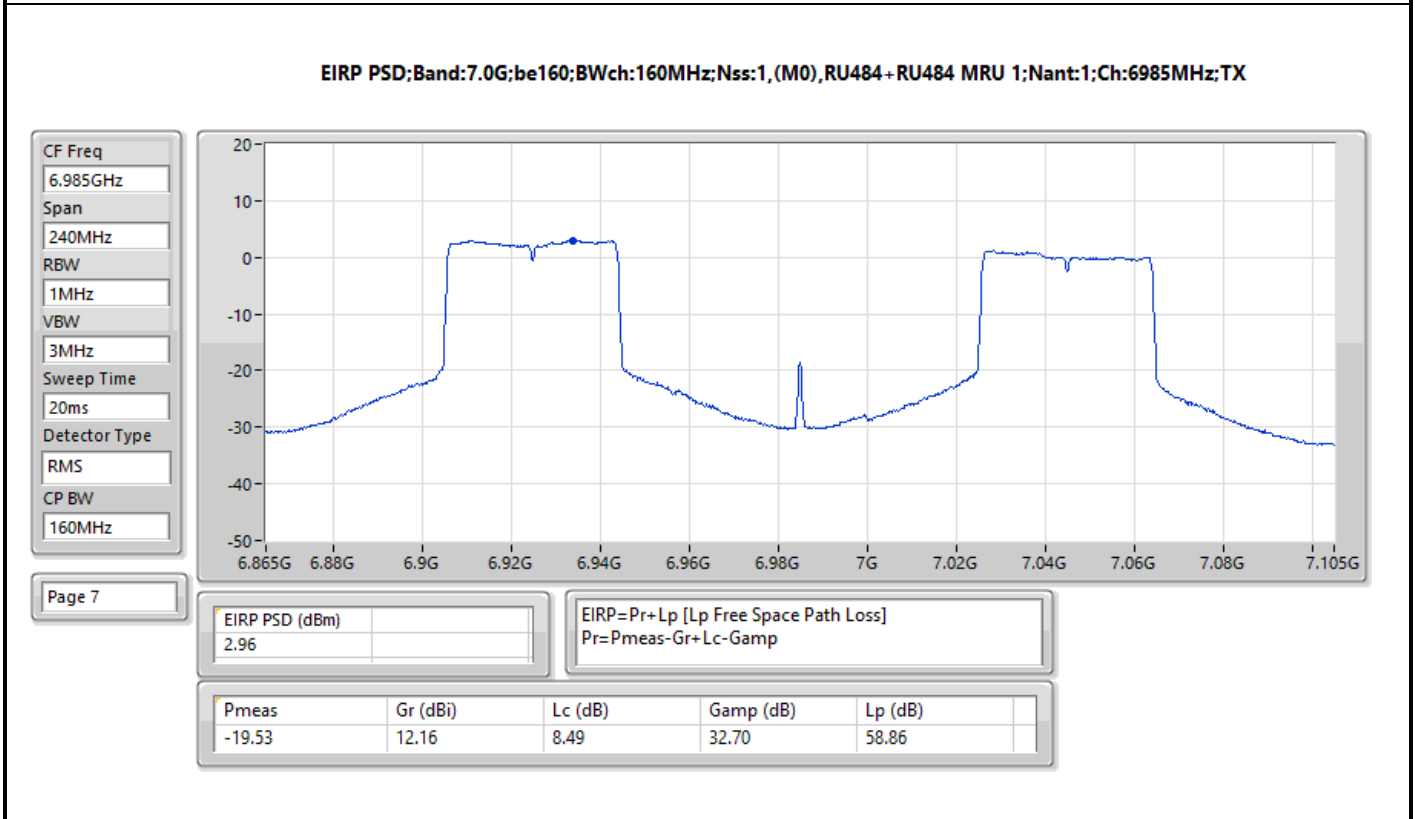 EIRP PSD;Band:7.0G;be160;BWch:160MHz;Nss:1,(M0),RU484+RU484 MRU 1;Nant:1;Ch:6985MHz;TX
CF Freq
6.985GHz
Span
240MHz
RBW
1MHz
VBW
3MHz
Sweep Time
20ms
Detector Type
RMS
CP BW
160MHz
Page 7
20
10
0
-10
-20
-30
-40
-50
6.865G 6.88G 6.9G 6.92G 6.94G 6.96G 6.98G 7G 7.02G 7.04G 7.06G 7.08G 7.105G
EIRP PSD (dBm)
2.96
EIRP=Pr+Lp [Lp Free Space Path Loss]
Pr=Pmeas-Gr+Lc-Gamp
Pmeas Gr (dBi) Lc (dB) Gamp (dB) Lp (dB)
-19.53 12.16 8.49 32.70 58.86